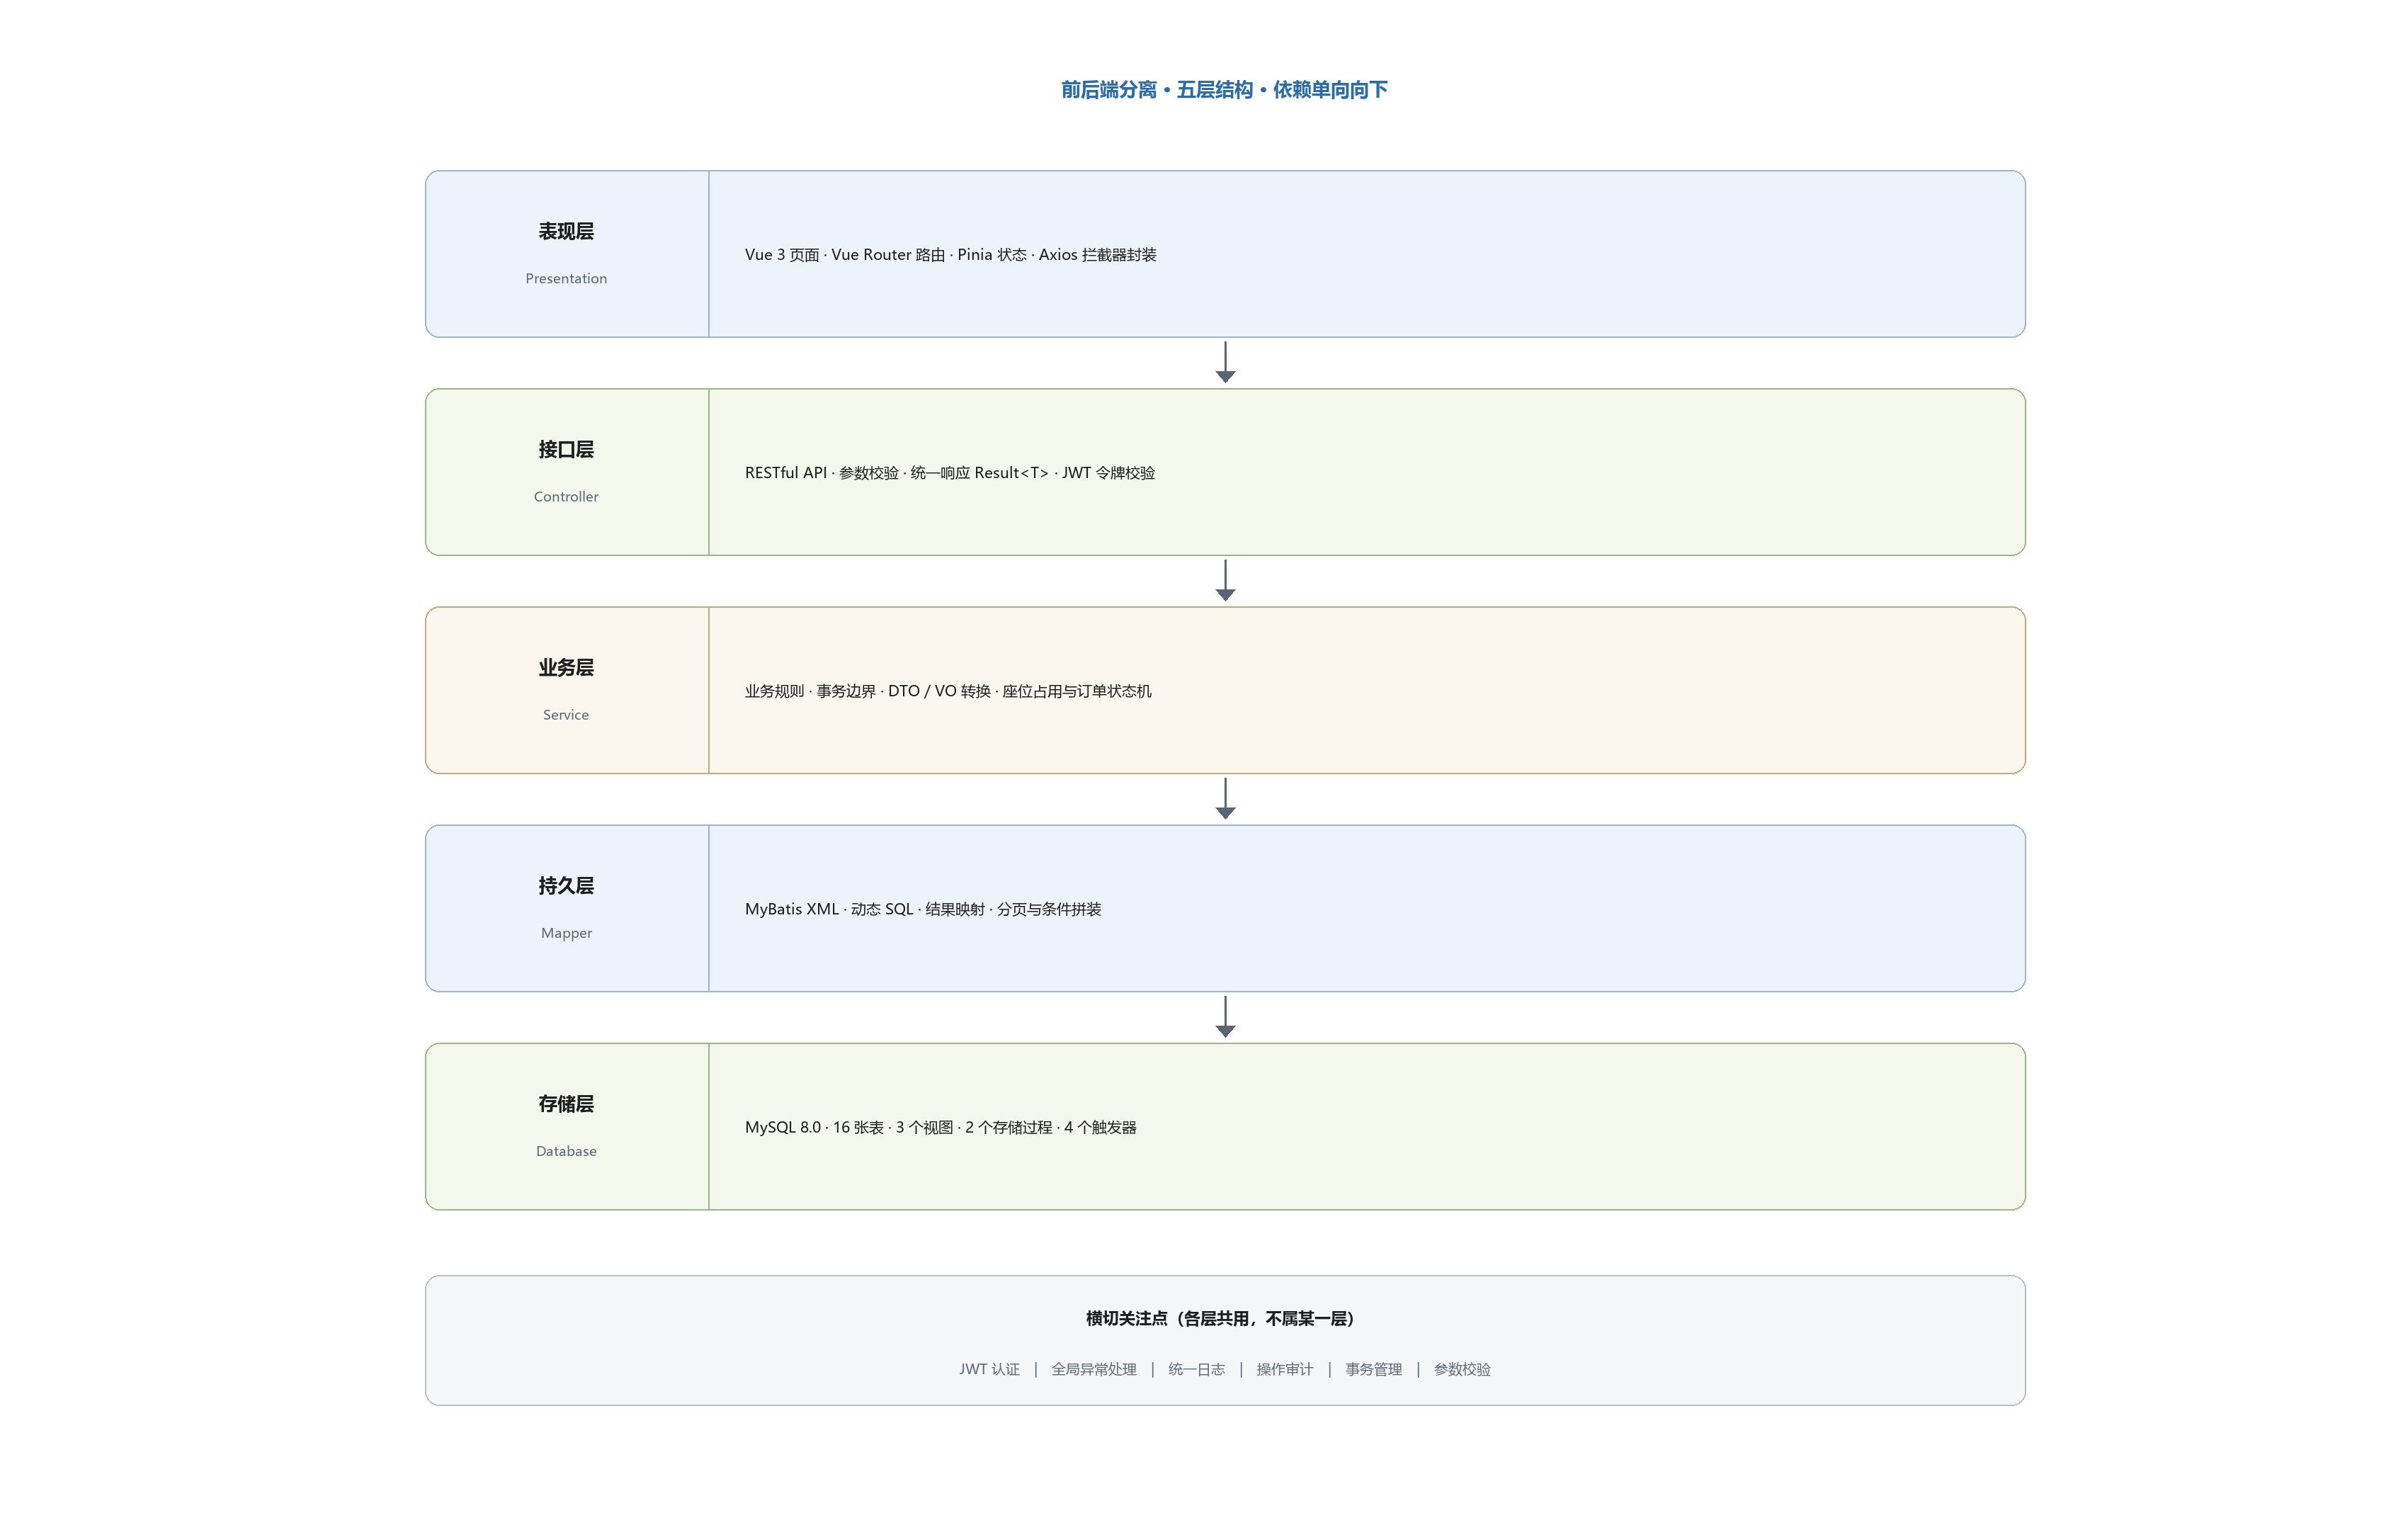 前后端分离 · 五层结构 · 依赖单向向下
表现层
Presentation
Vue 3 页面 · Vue Router 路由 · Pinia 状态 · Axios 拦截器封装
接口层
Controller
RESTful API · 参数校验 · 统一响应 Result<T> · JWT 令牌校验
业务层
Service
业务规则 · 事务边界 · DTO / VO 转换 · 座位占用与订单状态机
持久层
Mapper
MyBatis XML · 动态 SQL · 结果映射 · 分页与条件拼装
存储层
Database
MySQL 8.0 · 16 张表 · 3 个视图 · 2 个存储过程 · 4 个触发器
横切关注点（各层共用，不属某一层）
JWT 认证 | 全局异常处理 | 统一日志 | 操作审计 | 事务管理 | 参数校验